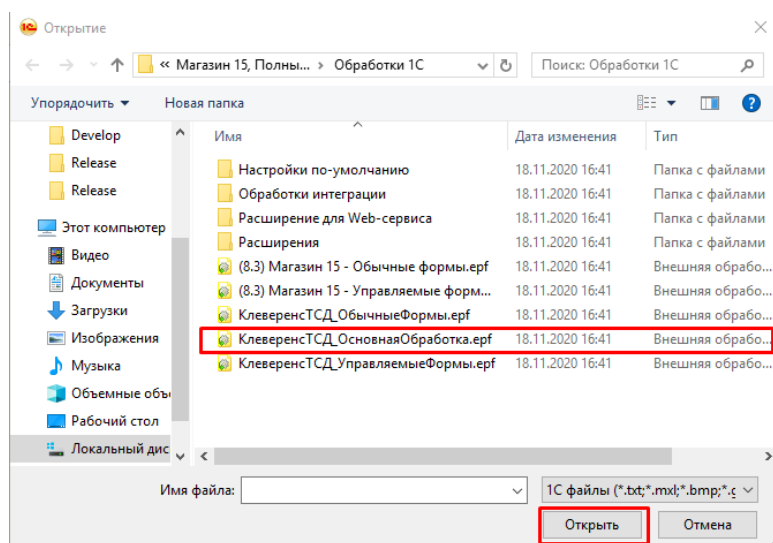 1С Открытие
« Магазин 15, Полны... › Обработки 1С
Поиск: Обработки 1С
Упорядочить
Новая папка
Имя
Дата изменения
Тип
Develop
Release
Release
Этот компьютер
Видео
Документы
Загрузки
Изображения
Музыка
Объемные объ
Рабочий стол
Локальный дис
Настройки по-умолчанию 18.11.2020 16:41 Папка с файлами
Обработки интеграции 18.11.2020 16:41 Папка с файлами
Расширение для Web-сервиса 18.11.2020 16:41 Папка с файлами
Расширения 18.11.2020 16:41 Папка с файлами
(8.3) Магазин 15 - Обычные формы.epf 18.11.2020 16:41 Внешняя обрабо...
(8.3) Магазин 15 - Управляемые форм... 18.11.2020 16:41 Внешняя обрабо...
КлеверенсТСД_ОбычныеФормы.epf 18.11.2020 16:41 Внешняя обрабо...
КлеверенсТСД_ОсновнаяОбработка.epf 18.11.2020 16:41 Внешняя обрабо...
КлеверенсТСД_УправляемыеФормы.epf 18.11.2020 16:41 Внешняя обрабо...
Имя файла:
1С файлы (*.txt;*.mxl;*.bmp;*.g
Открыть
Отмена